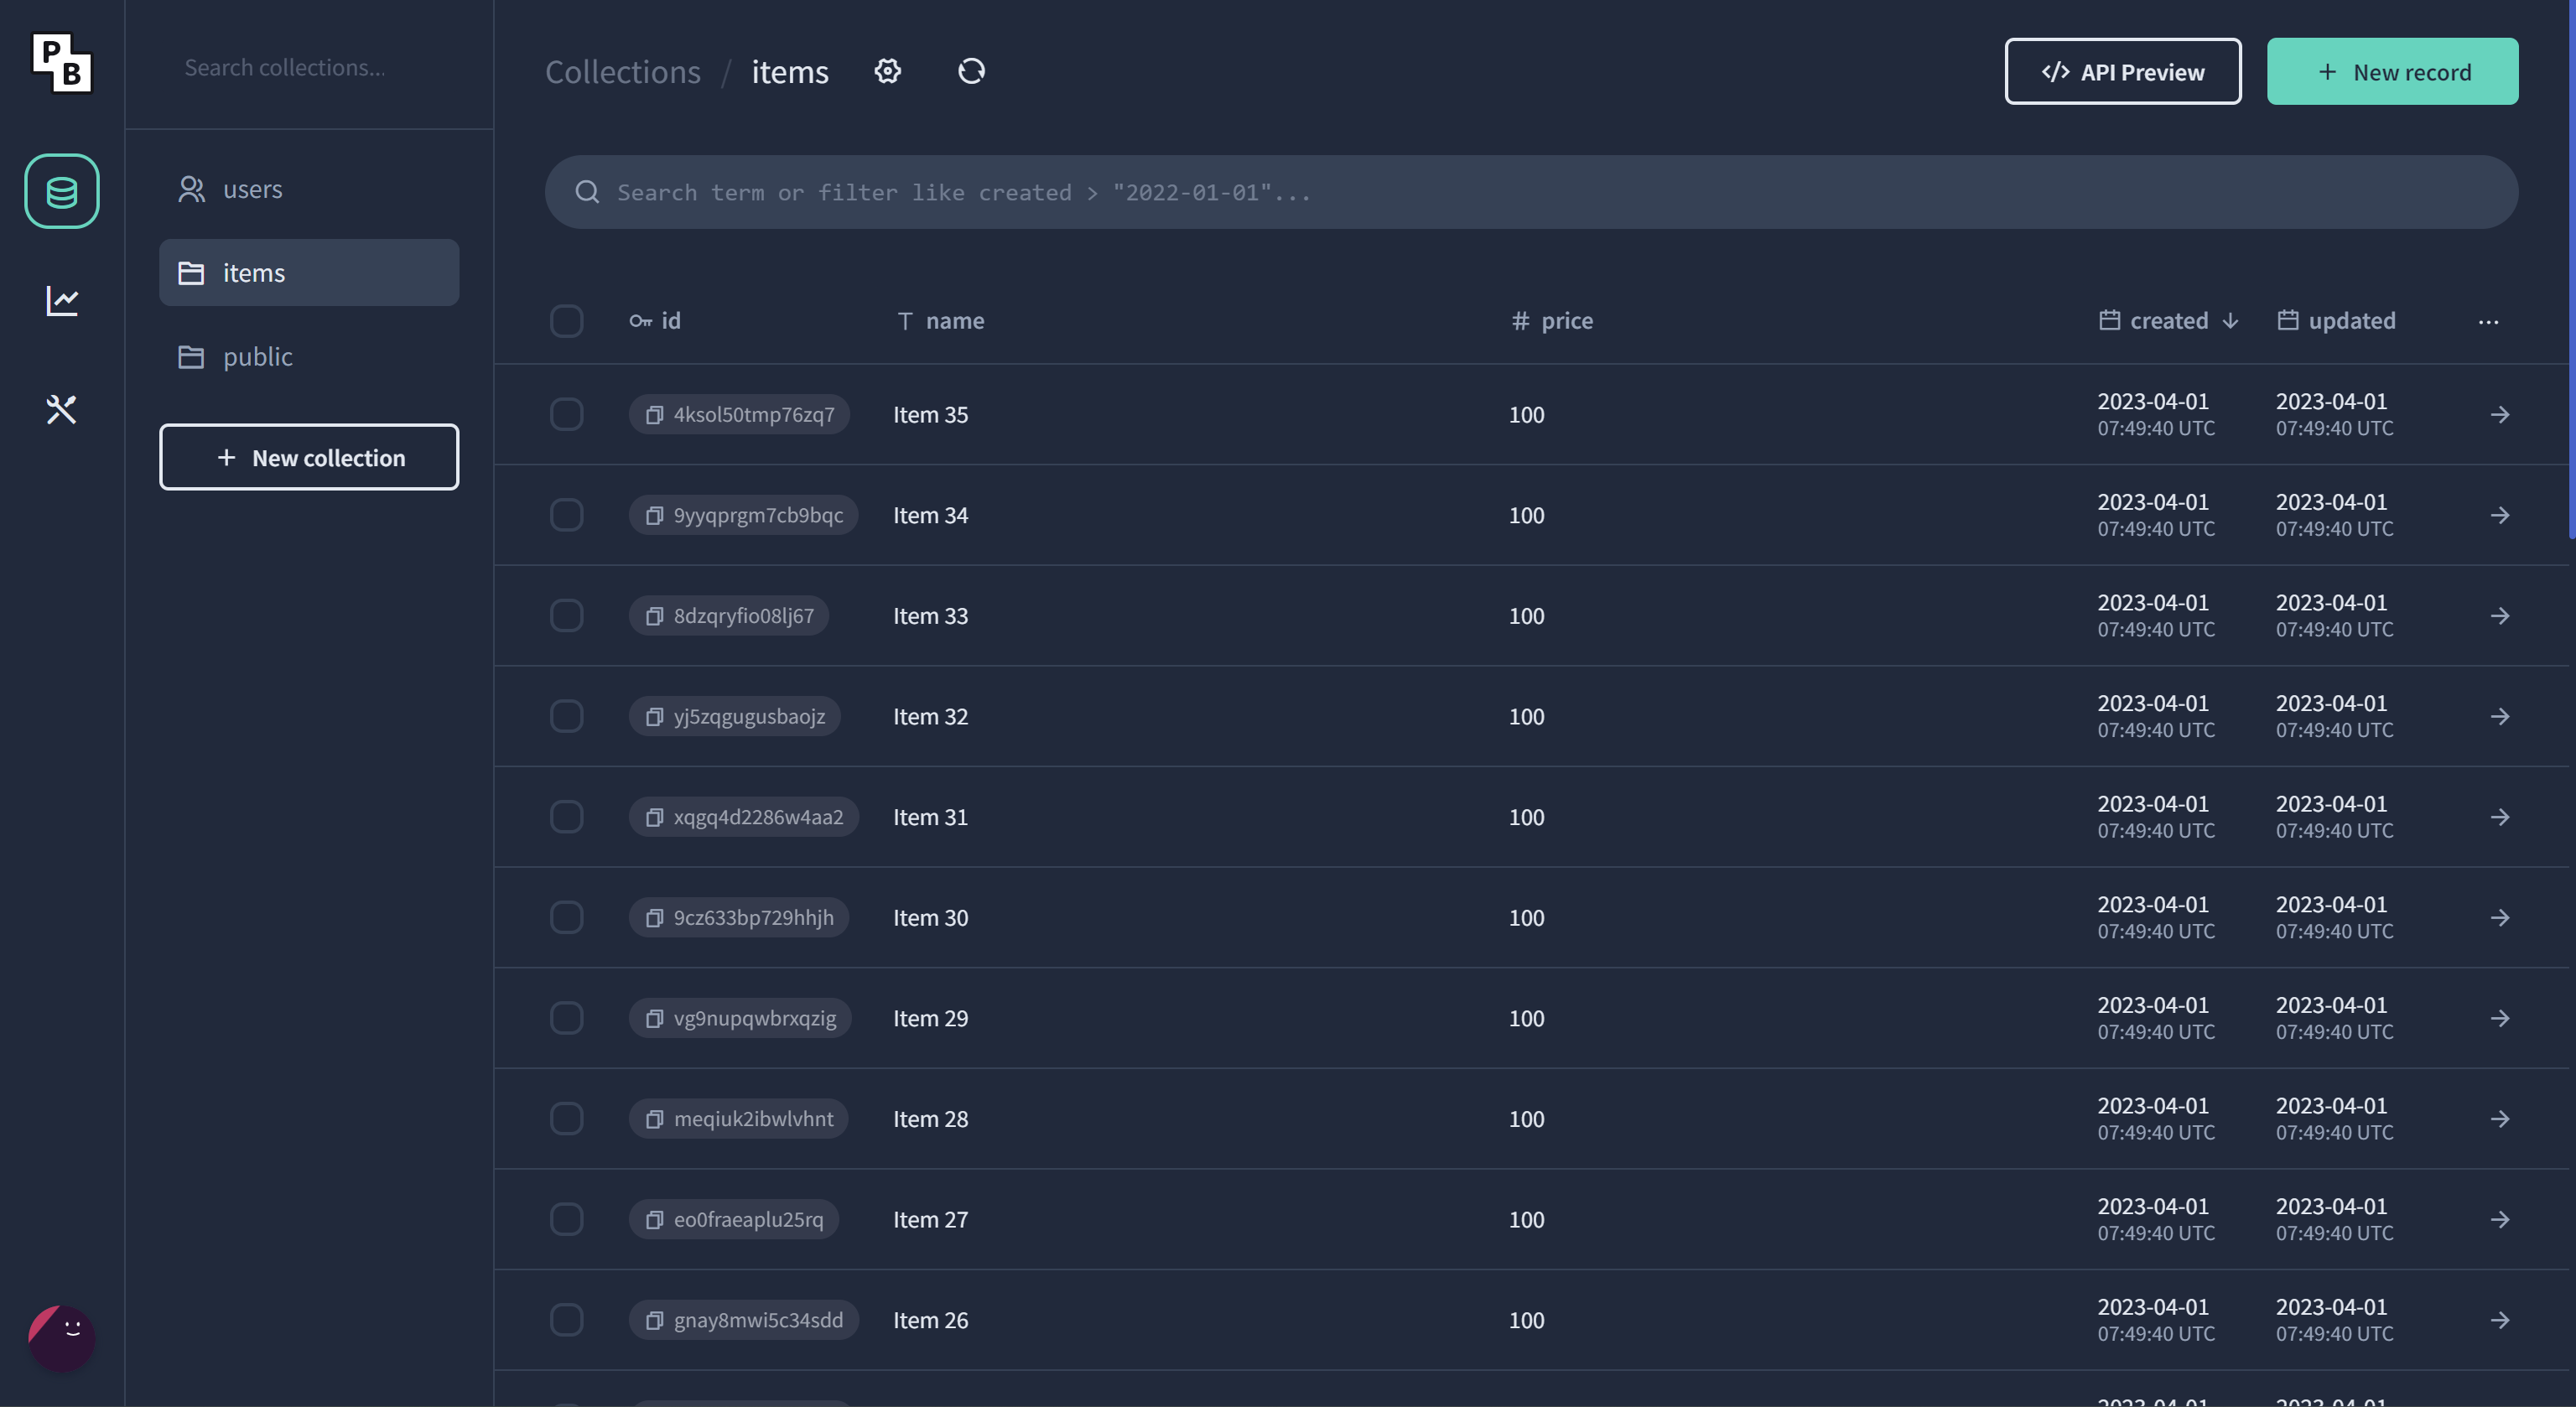 P
B
Search collections...
users
items
public
+ New collection
Collections / items
</> API Preview
+ New record
Search term or filter like created > "2022-01-01"...
id name # price created ↓ updated ...
4ksol50tmp76zq7 Item 35 100 2023-04-01 07:49:40 UTC 2023-04-01 07:49:40 UTC
9yyqprgm7cb9bqc Item 34 100 2023-04-01 07:49:40 UTC 2023-04-01 07:49:40 UTC
8dzqryfio08lj67 Item 33 100 2023-04-01 07:49:40 UTC 2023-04-01 07:49:40 UTC
yj5zqgugusbaojz Item 32 100 2023-04-01 07:49:40 UTC 2023-04-01 07:49:40 UTC
xqgq4d2286w4aa2 Item 31 100 2023-04-01 07:49:40 UTC 2023-04-01 07:49:40 UTC
9cz633bp729hhjh Item 30 100 2023-04-01 07:49:40 UTC 2023-04-01 07:49:40 UTC
vg9nupqwbrxqzig Item 29 100 2023-04-01 07:49:40 UTC 2023-04-01 07:49:40 UTC
meqiuk2ibwlvhnt Item 28 100 2023-04-01 07:49:40 UTC 2023-04-01 07:49:40 UTC
eo0fraeaplu25rq Item 27 100 2023-04-01 07:49:40 UTC 2023-04-01 07:49:40 UTC
gnay8mwi5c34sdd Item 26 100 2023-04-01 07:49:40 UTC 2023-04-01 07:49:40 UTC